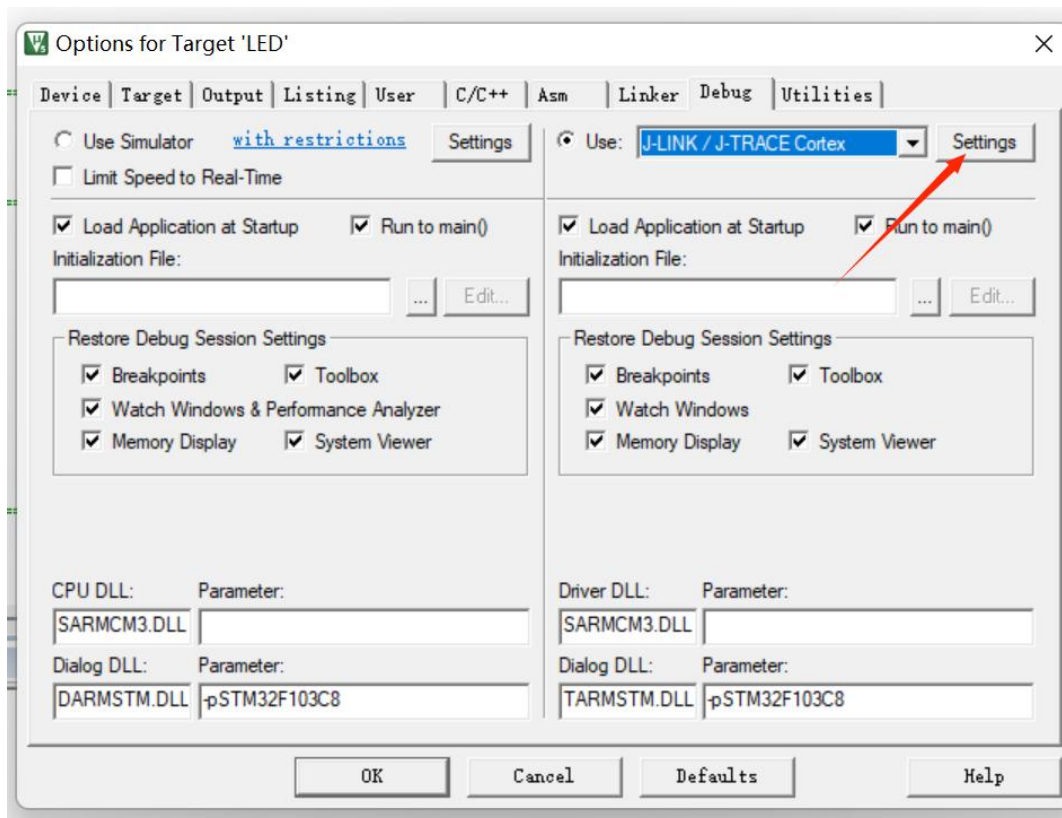 Options for Target 'LED'
Device Target Output Listing User C/C++ Asm Linker Debug Utilities
Use Simulator with restrictions Settings
Limit Speed to Real-Time
Use: J-LINK / J-TRACE Cortex Settings
Load Application at Startup Run to main()
Initialization File:
... Edit...
Restore Debug Session Settings
Breakpoints Toolbox
Watch Windows & Performance Analyzer
Memory Display System Viewer
Load Application at Startup Run to main()
Initialization File:
... Edit...
Restore Debug Session Settings
Breakpoints Toolbox
Watch Windows
Memory Display System Viewer
CPU DLL: Parameter:
SARMCM3.DLL
Dialog DLL: Parameter:
DARMSTM.DLL -pSTM32F103C8
Driver DLL: Parameter:
SARMCM3.DLL
Dialog DLL: Parameter:
TARMSTM.DLL -pSTM32F103C8
OK Cancel Defaults Help